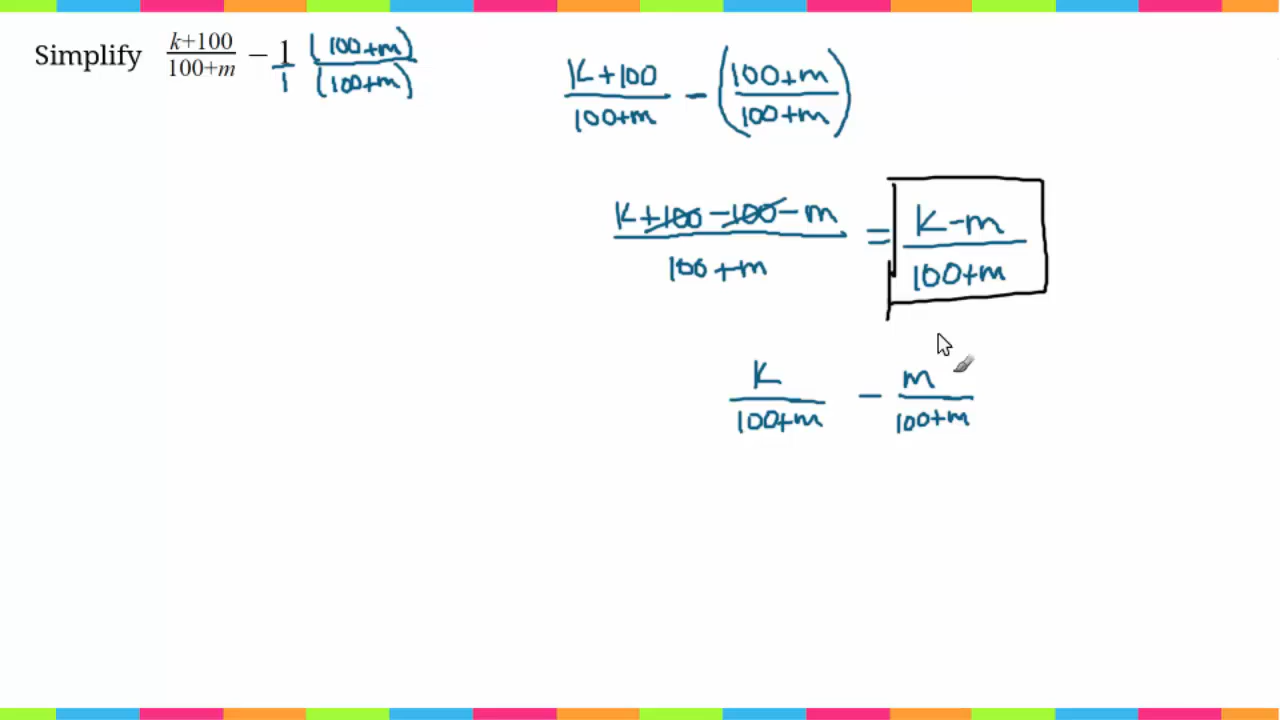 Simplify (k+100)/(100+m) − 1/1 (100+m)/(100+m)
(K+100)/(100+m) − ((100+m)/(100+m))
(K+100−100−m)/(100+m) = (K−m)/(100+m)
K/(100+m) − m/(100+m)